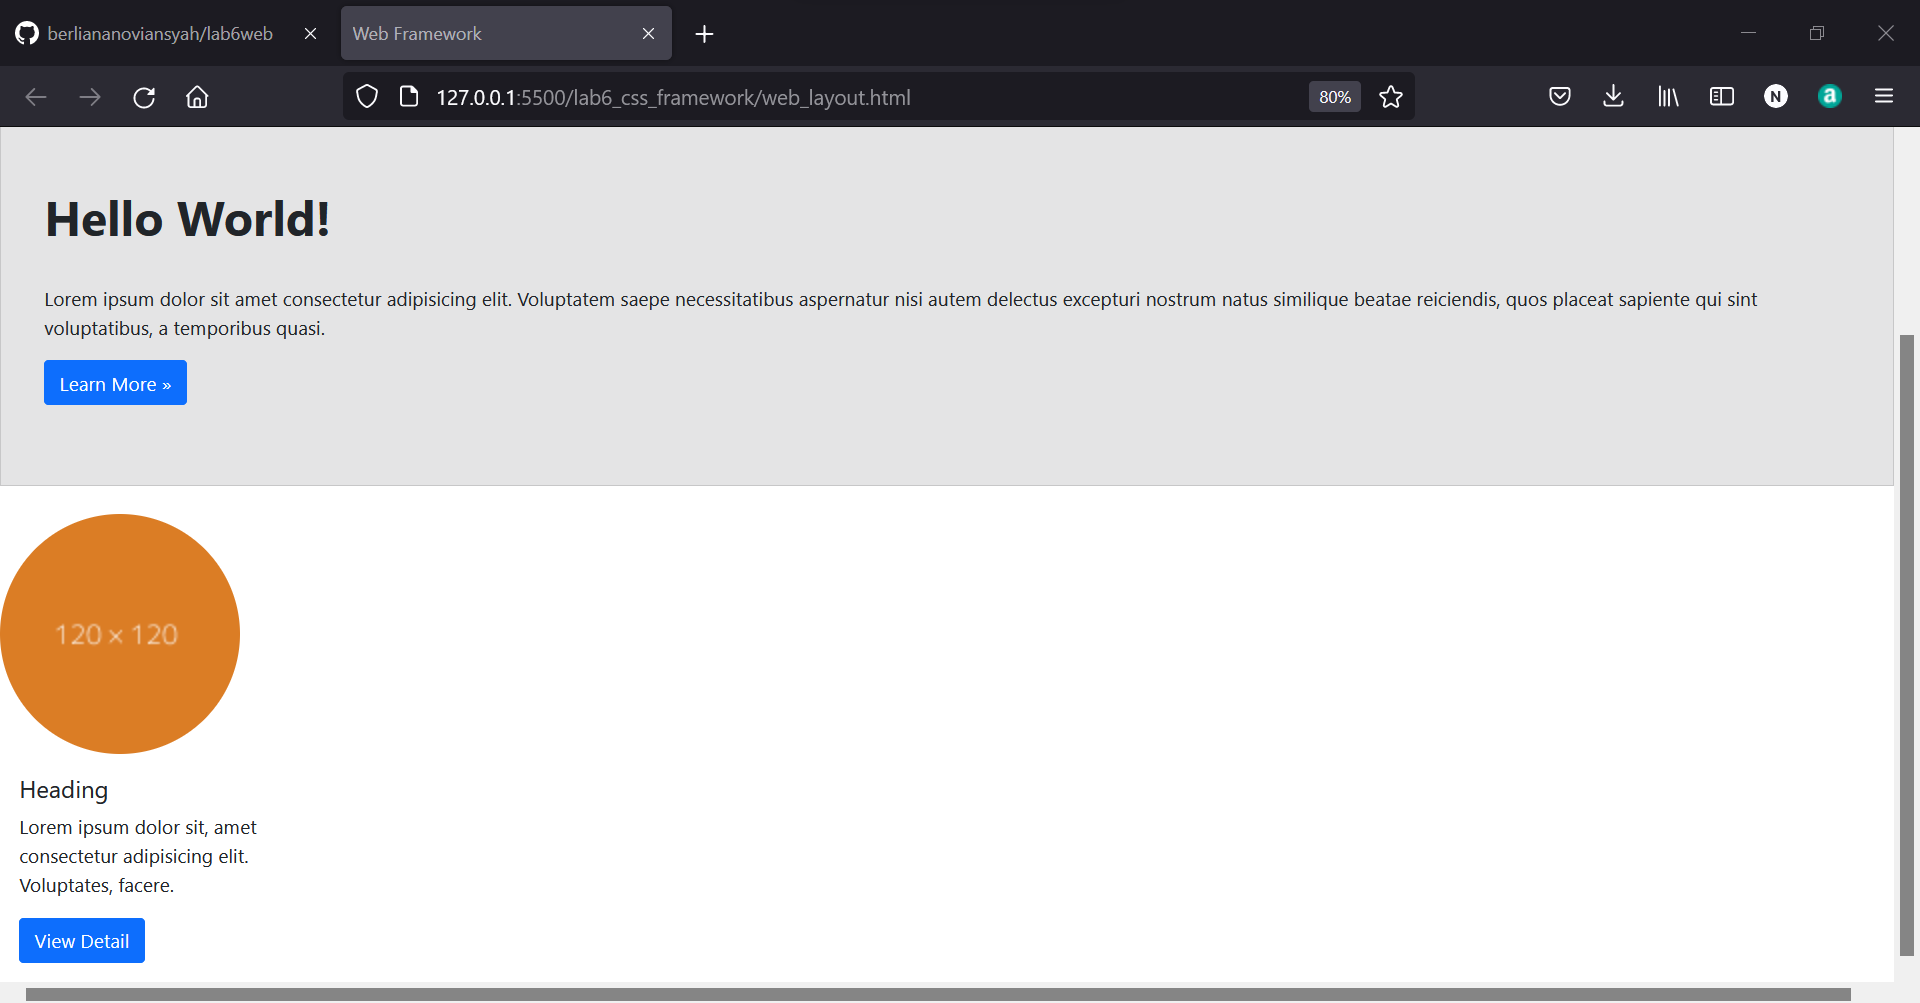 berliananoviansyah/lab6web
Web Framework
127.0.0.1:5500/lab6_css_framework/web_layout.html
80%
N
a
Hello World!
Lorem ipsum dolor sit amet consectetur adipisicing elit. Voluptatem saepe necessitatibus aspernatur nisi autem delectus excepturi nostrum natus similique beatae reiciendis, quos placeat sapiente qui sint
voluptatibus, a temporibus quasi.
Learn More »
120 × 120
Heading
Lorem ipsum dolor sit, amet
consectetur adipisicing elit.
Voluptates, facere.
View Detail